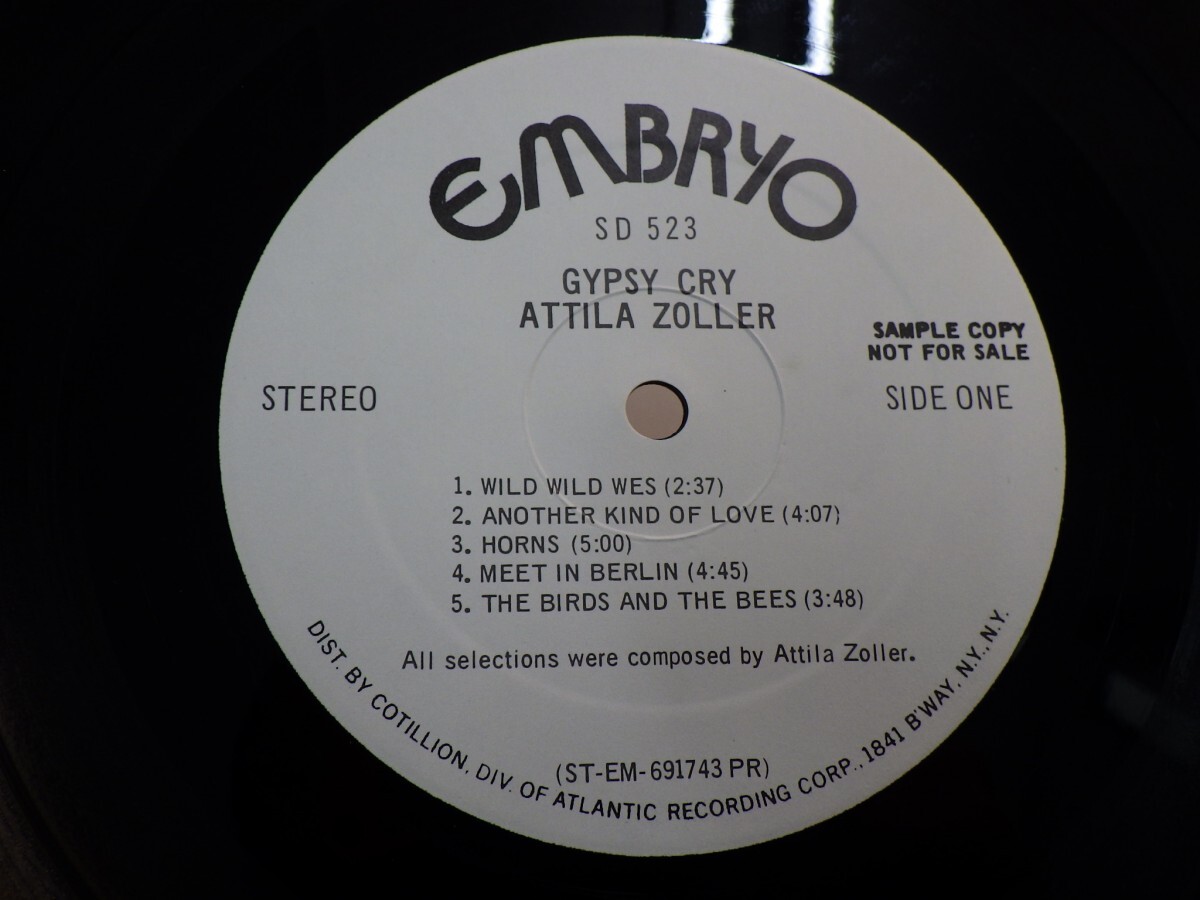 EMBRYO
SD 523
GYPSY CRY
ATTILA ZOLLER
SAMPLE COPY
NOT FOR SALE
STEREO
SIDE ONE
1. WILD WILD WES (2:37)
2. ANOTHER KIND OF LOVE (4:07)
3. HORNS (5:00)
4. MEET IN BERLIN (4:45)
5. THE BIRDS AND THE BEES (3:48)
All selections were composed by Attila Zoller.
(ST-EM-691743 PR)
DIST. BY COTILLION, DIV. OF ATLANTIC RECORDING CORP., 1841 B'WAY, N.Y., N.Y.